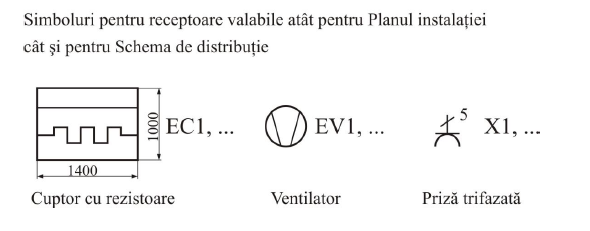 Simboluri pentru receptoare valabile atât pentru Planul instalației
cât şi pentru Schema de distribuție
1000
EC1, ...
EV1, ...
5
X1, ...
1400
Cuptor cu rezistoare
Ventilator
Priză trifazată